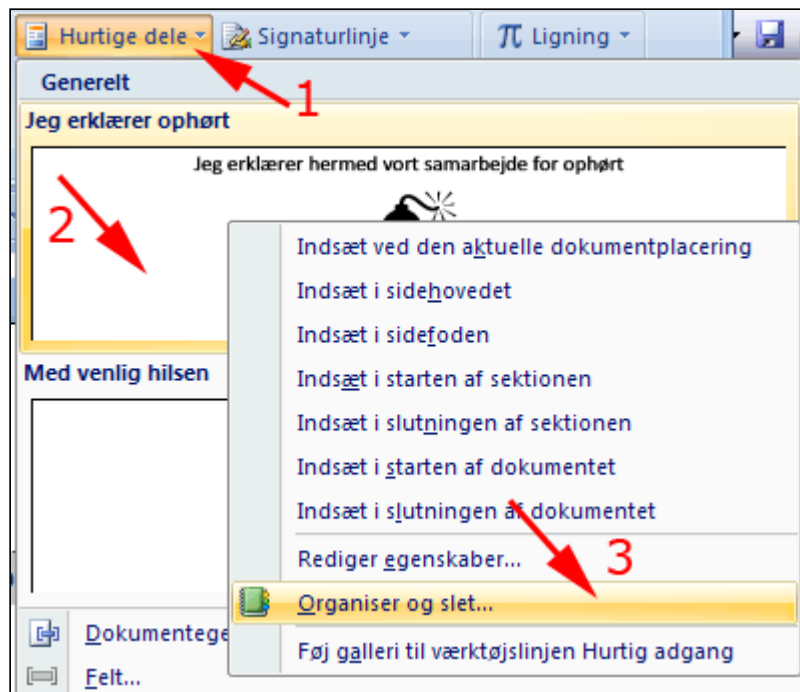 Hurtige dele Signaturlinje π Ligning
Generelt
1
Jeg erklærer ophørt
Jeg erklærer hermed vort samarbejde for ophørt
2
Indsæt ved den aktuelle dokumentplacering
Indsæt i sidehovedet
Indsæt i sidefoden
Med venlig hilsen
Indsæt i starten af sektionen
Indsæt i slutningen af sektionen
Indsæt i starten af dokumentet
Indsæt i slutningen af dokumentet
Rediger egenskaber...
3
Organiser og slet...
Dokumentege
Føj galleri til værktøjslinjen Hurtig adgang
Felt...